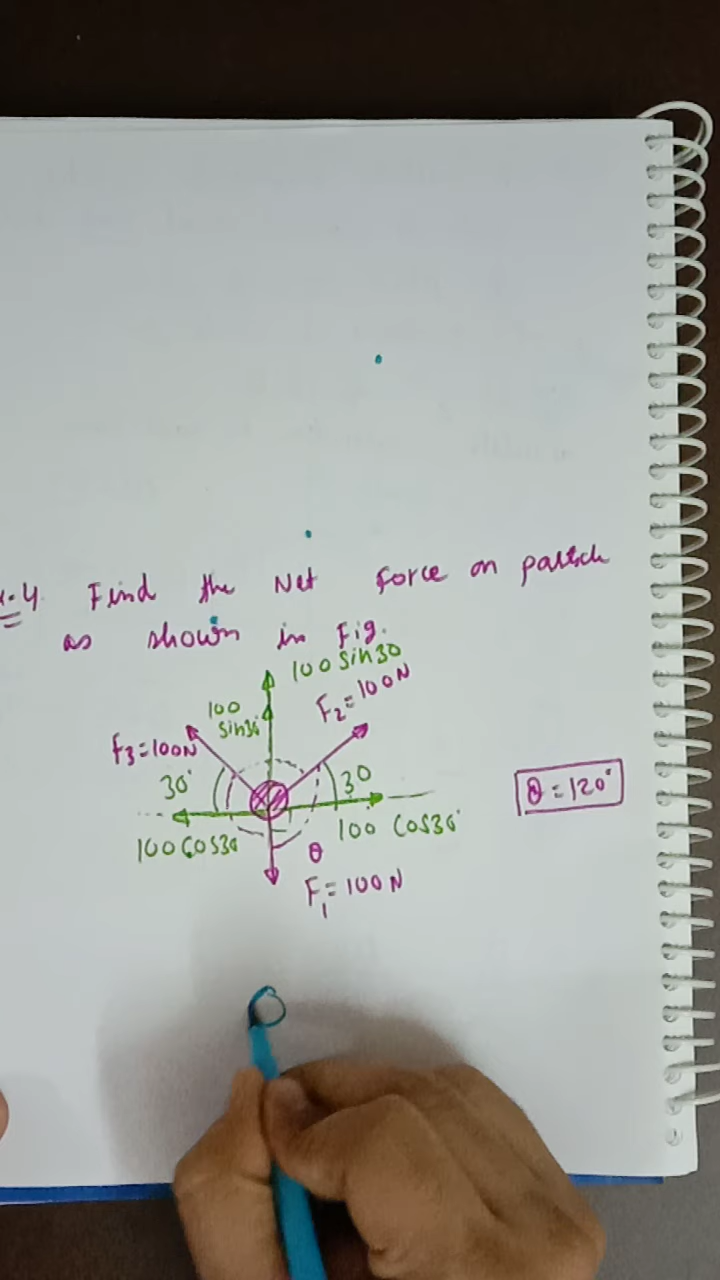 x.4 Find the Net force on particle
as shown in Fig.
100 sin30
100 sin30
F2=100N
F3=100N
30°
30
θ=120°
100 cos30
100 cos30°
θ
F1=100N